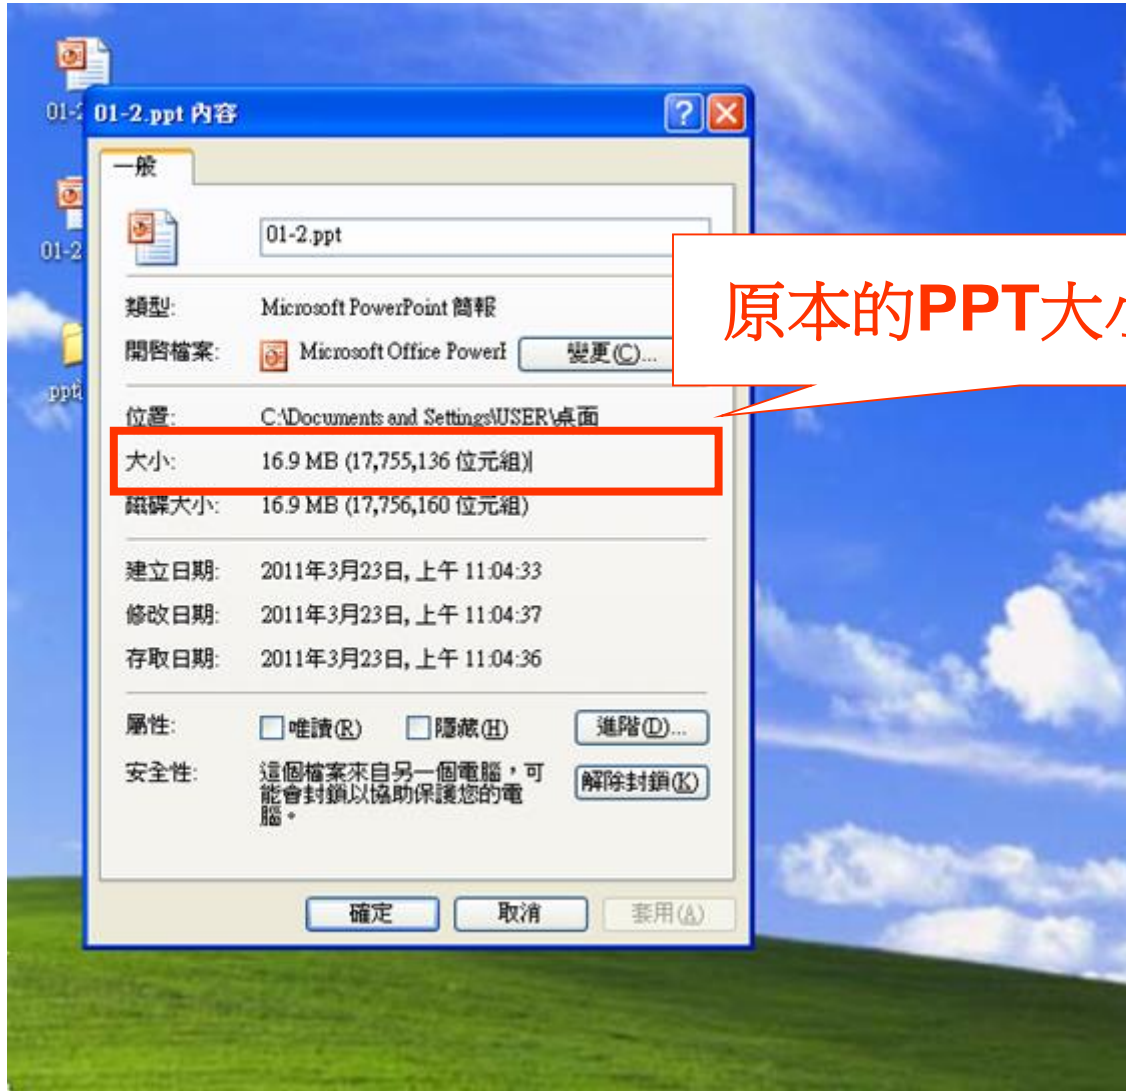 01-2
01-2.ppt 內容
一般
01-2.ppt
01-2
類型: Microsoft PowerPoint 簡報
原本的PPT大小
開啟檔案: Microsoft Office PowerI 變更(C)...
ppt
位置: C:\Documents and Settings\USER\桌面
大小: 16.9 MB (17,755,136 位元組)
磁碟大小: 16.9 MB (17,756,160 位元組)
建立日期: 2011年3月23日, 上午 11:04:33
修改日期: 2011年3月23日, 上午 11:04:37
存取日期: 2011年3月23日, 上午 11:04:36
屬性: 唯讀(R) 隱藏(H) 進階(D)...
安全性: 這個檔案來自另一個電腦，可
能會封鎖以協助保護您的電
腦。
解除封鎖(K)
確定 取消 套用(A)